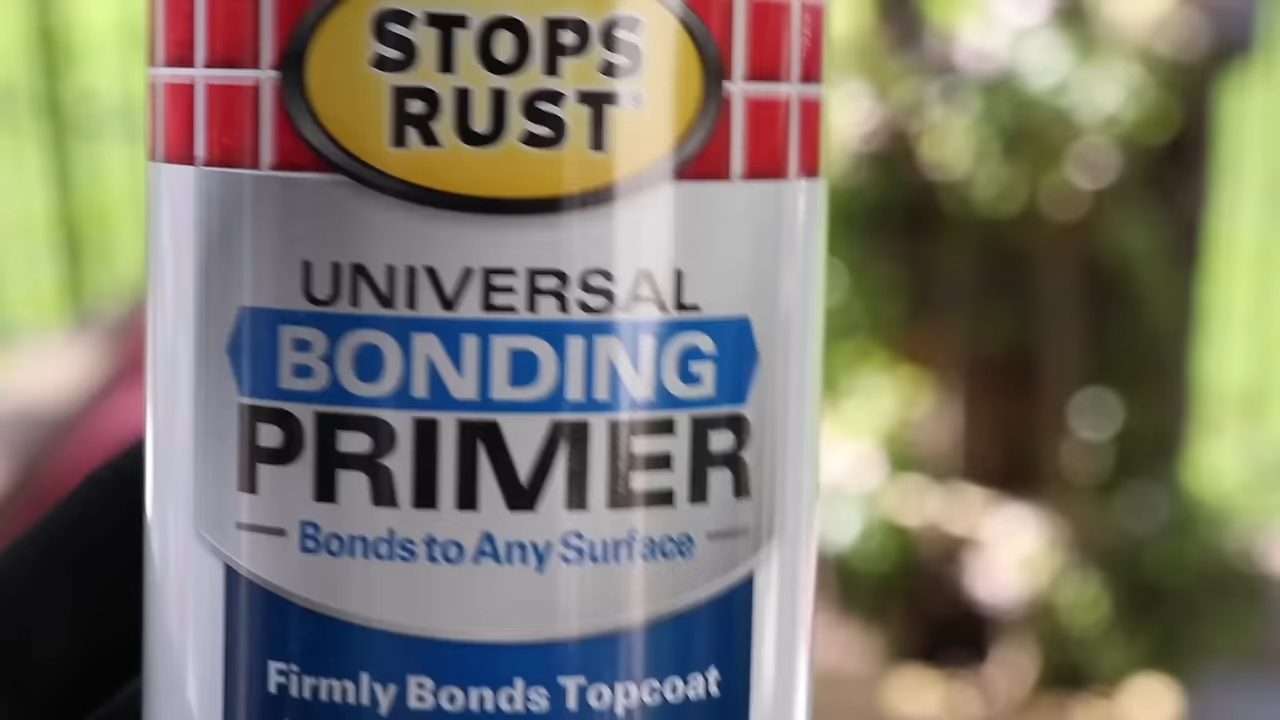 STOPS
RUST
UNIVERSAL
BONDING
PRIMER
Bonds to Any Surface
Firmly Bonds Topcoat